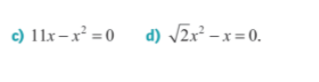 c) 11x – x² = 0 d) √2x² – x = 0.